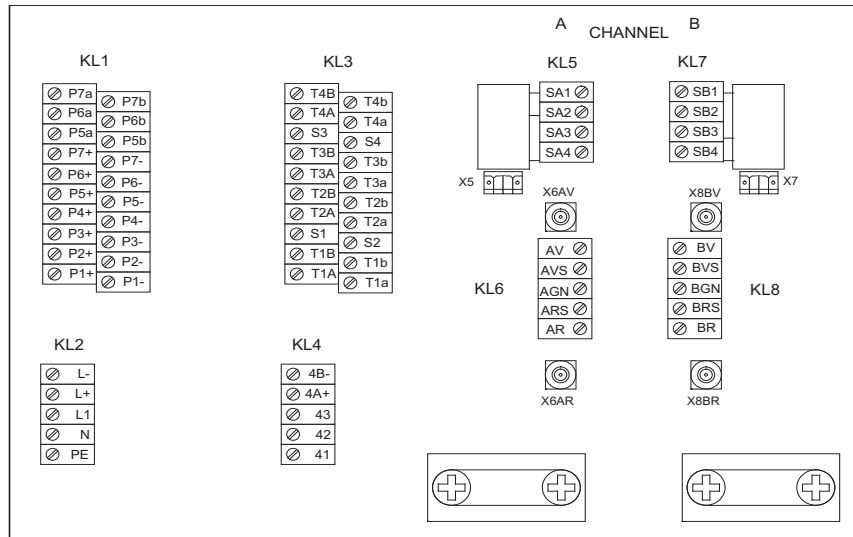 A B
CHANNEL
KL1
KL3
KL5
KL7
P7a
P6a
P5a
P7+
P6+
P5+
P4+
P3+
P2+
P1+
P7b
P6b
P5b
P7-
P6-
P5-
P4-
P3-
P2-
P1-
T4B
T4A
S3
T3B
T3A
T2B
T2A
S1
T1B
T1A
T4b
T4a
S4
T3b
T3a
T2b
T2a
S2
T1b
T1a
SA1
SA2
SA3
SA4
SB1
SB2
SB3
SB4
X5
X7
X6AV
X8BV
KL6
AV
AVS
AGN
ARS
AR
BV
BVS
BGN
BRS
BR
KL8
X6AR
X8BR
KL2
L-
L+
L1
N
PE
KL4
4B-
4A+
43
42
41